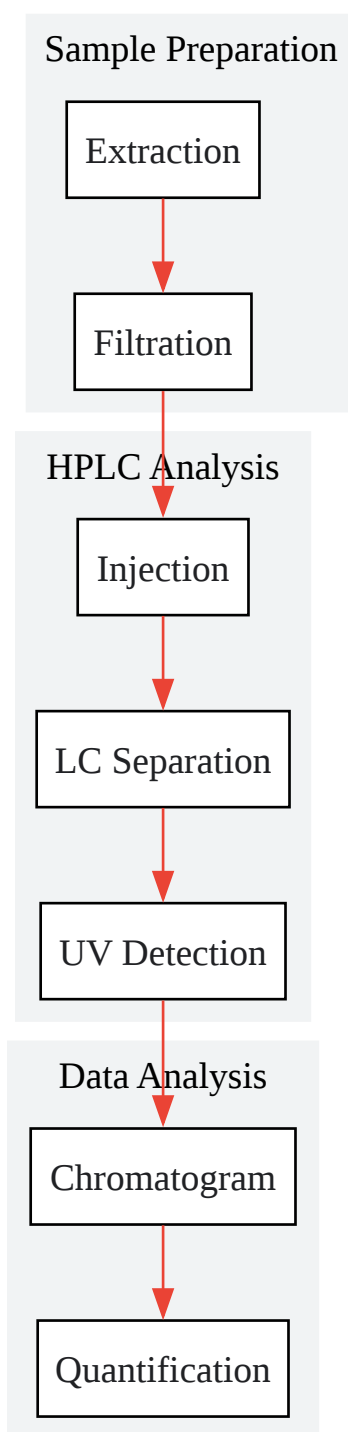 Sample Preparation
Extraction
Filtration
HPLC Analysis
Injection
LC Separation
UV Detection
Data Analysis
Chromatogram
Quantification